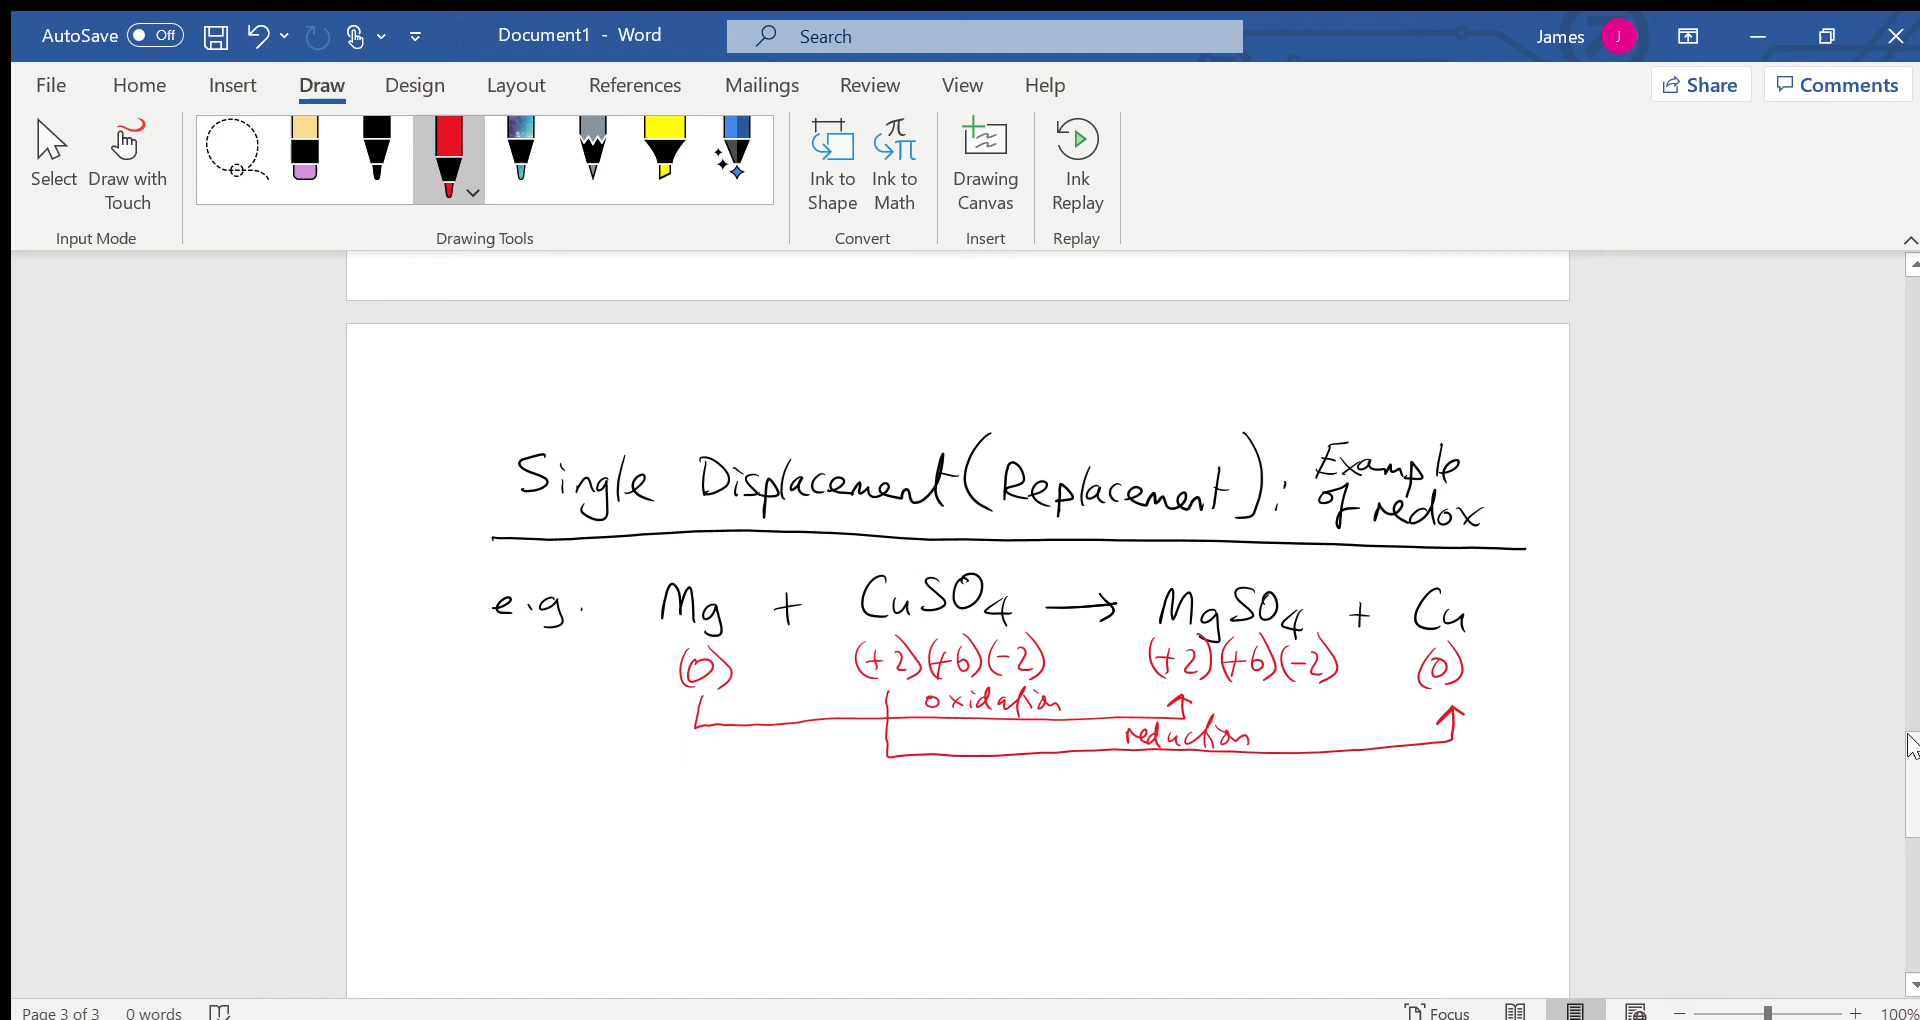 AutoSave Off Document1 - Word Search James J
File Home Insert Draw Design Layout References Mailings Review View Help Share Comments
Select Draw with Touch Ink to Shape Ink to Math Drawing Canvas Ink Replay
Input Mode Drawing Tools Convert Insert Replay
Single Displacement (Replacement): Example of redox
e.g. Mg + CuSO4 → MgSO4 + Cu
(0) (+2)(+6)(-2) (+2)(+6)(-2) (0)
oxidation
reduction
Page 3 of 3 0 words Focus 100%